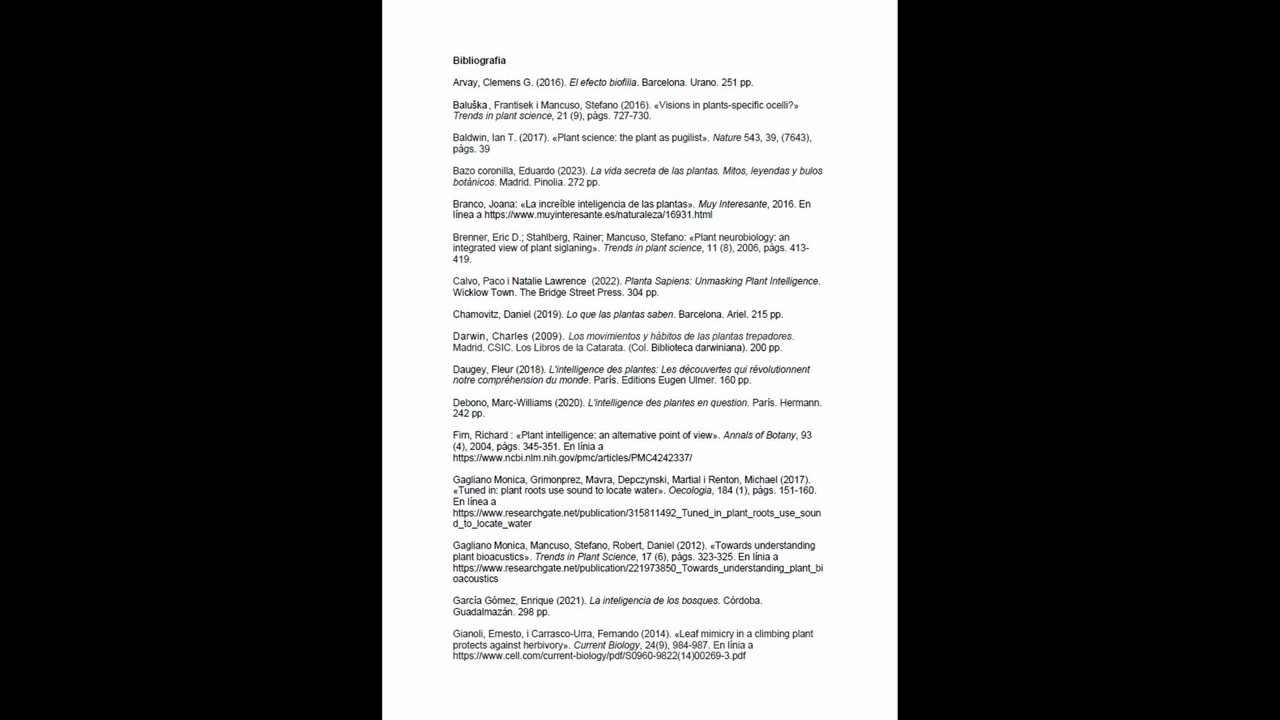 Bibliografia
Arvay, Clemens G. (2016). El efecto biofilia. Barcelona. Urano. 251 pp.
Baluška, Frantisek i Mancuso, Stefano (2016). «Visions in plants-specific ocelli?»
Trends in plant science, 21 (9), pàgs. 727-730.
Baldwin, Ian T. (2017). «Plant science: the plant as pugilist». Nature 543, 39, (7643),
pàgs. 39
Bazo coronilla, Eduardo (2023). La vida secreta de las plantas. Mitos, leyendas y bulos
botánicos. Madrid. Pinolia. 272 pp.
Branco, Joana: «La increíble inteligencia de las plantas». Muy Interesante, 2016. En
línea a https://www.muyinteresante.es/naturaleza/16931.html
Brenner, Eric D.; Stahlberg, Rainer; Mancuso, Stefano: «Plant neurobiology: an
integrated view of plant siglaning». Trends in plant science, 11 (8), 2006, pàgs. 413-
419.
Calvo, Paco i Natalie Lawrence (2022). Planta Sapiens: Unmasking Plant Intelligence.
Wicklow Town. The Bridge Street Press. 304 pp.
Chamovitz, Daniel (2019). Lo que las plantas saben. Barcelona. Ariel. 215 pp.
Darwin, Charles (2009). Los movimientos y hábitos de las plantas trepadores.
Madrid. CSIC. Los Libros de la Catarata. (Col. Biblioteca darwiniana). 200 pp.
Daugey, Fleur (2018). L'intelligence des plantes: Les découvertes qui révolutionnent
notre compréhension du monde. París. Editions Eugen Ulmer. 160 pp.
Debono, Marc-Williams (2020). L'intelligence des plantes en question. París. Hermann.
242 pp.
Firn, Richard : «Plant intelligence: an alternative point of view». Annals of Botany, 93
(4), 2004, pàgs. 345-351. En línia a
https://www.ncbi.nlm.nih.gov/pmc/articles/PMC4242337/
Gagliano Monica, Grimonprez, Mavra, Depczynski, Martial i Renton, Michael (2017).
«Tuned in: plant roots use sound to locate water». Oecologia, 184 (1), pàgs. 151-160.
En línea a
https://www.researchgate.net/publication/315811492_Tuned_in_plant_roots_use_soun
d_to_locate_water
Gagliano Monica, Mancuso, Stefano, Robert, Daniel (2012). «Towards understanding
plant bioacustics». Trends in Plant Science, 17 (6), pàgs. 323-325. En línia a
https://www.researchgate.net/publication/221973850_Towards_understanding_plant_bi
oacoustics
García Gómez, Enrique (2021). La inteligencia de los bosques. Córdoba.
Guadalmazán. 298 pp.
Gianoli, Ernesto, i Carrasco-Urra, Fernando (2014). «Leaf mimicry in a climbing plant
protects against herbivory». Current Biology, 24(9), 984-987. En línia a
https://www.cell.com/current-biology/pdf/S0960-9822(14)00269-3.pdf